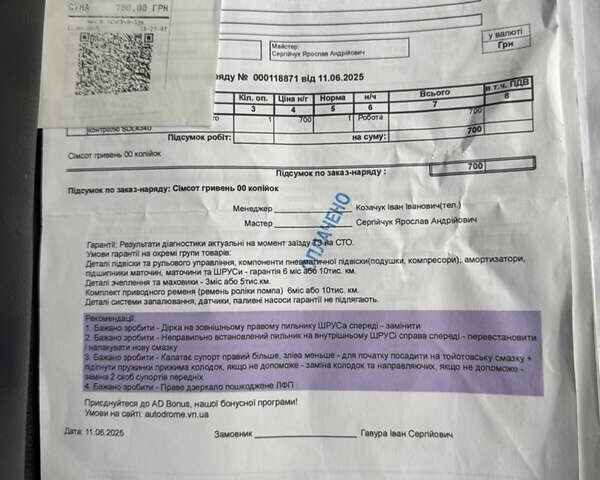 СУМА 700.00 ГРН
у валюті
Грн
Майстер:
Сергійчук Ярослав Андрійович
ряду № 000118871 від 11.06.2025
Кіл. оп. Ціна н/г Норма н/ч Всього в т.ч. ПДВ
3 4 5 6 7 8
1 700 1 Робота 700
контролю SDL4340
Підсумок робіт: на суму: 700
Сімсот гривень 00 копійок
Підсумок по заказ-наряду : 700
Підсумок по заказ-наряду: Сімсот гривень 00 копійок
Менеджер Козачук Іван Іванович(тел.)
Мастер Сергійчук Ярослав Андрійович
ОПЛАЧЕНО
Гарантії: Результати діагностики актуальні на момент заїзду ТЗ на СТО.
Умови гарантії на окремі групи товарів:
Деталі підвіски та рульового управління, компоненти пневматичної підвіски(подушки, компресори), амортизатори,
підшипники маточин, маточини та ШРУСи - гарантія 6 міс або 10тис. км.
Деталі зчеплення та маховики - 3міс або 5тис.км.
Комплект приводного ременя (ремень роліки помпа) 6міс або 10тис. км.
Деталі системи запалювання, датчики, паливні насоси гарантії не підлягають.
Рекомендації:
1. Бажано зробити - Дірка на зовнішньому правому пильнику ШРУСа спереді - замінити
2. Бажано зробити - Неправильно встановлений пильник на внутрішньому ШРУСі справа спереді - перевстановити
і напакувати нову смазку
3. Бажано зробити - Калатає супорт правий більше, зліва меньше - для початку посадити на тойотовську смазку +
підігнути пружинки прижима колодок, якщо не допоможе - заміна колодок та направляючих, якщо не допоможе -
заміна 2 скоб супортів передніх
4. Бажано зробити - Праве дзеркало пошкоджене ЛФП
Приєднуйтеся до AD Bonus, нашої бонусної програми!
Умови на сайті: autodrome.vn.ua
Дата: 11.06.2025 Замовник Гавура Іван Сергійович